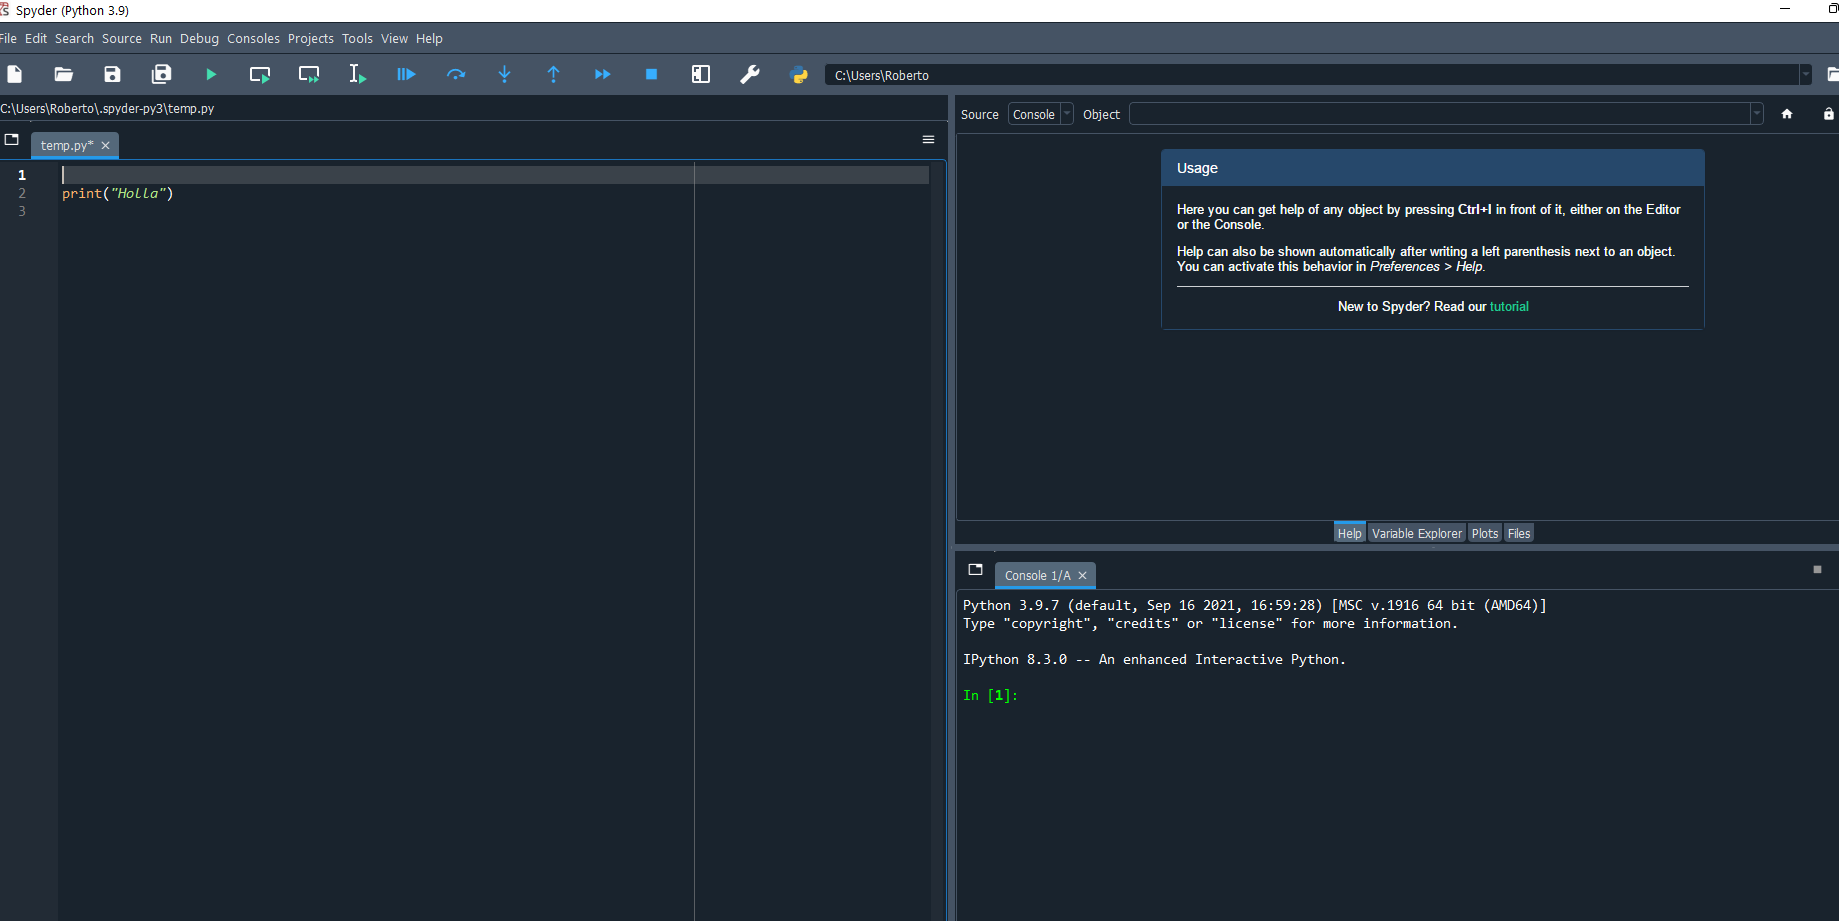 Spyder (Python 3.9)
File Edit Search Source Run Debug Consoles Projects Tools View Help
C:\Users\Roberto
C:\Users\Roberto\.spyder-py3\temp.py
temp.py*
1
2 print("Holla")
3
Source Console Object
Usage
Here you can get help of any object by pressing Ctrl+I in front of it, either on the Editor
or the Console.
Help can also be shown automatically after writing a left parenthesis next to an object.
You can activate this behavior in Preferences > Help.
New to Spyder? Read our tutorial
Help Variable Explorer Plots Files
Console 1/A
Python 3.9.7 (default, Sep 16 2021, 16:59:28) [MSC v.1916 64 bit (AMD64)]
Type "copyright", "credits" or "license" for more information.
IPython 8.3.0 -- An enhanced Interactive Python.
In [1]: